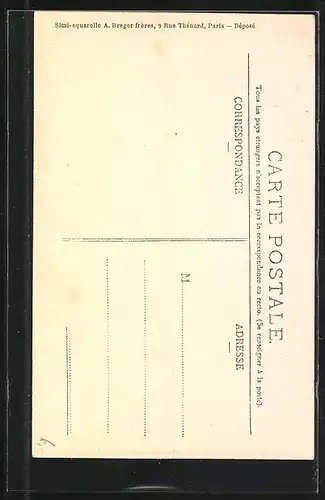 Simi-aquarelle A. Breger frères, 9 Rue Thénard, Paris — Déposé
CARTE POSTALE.
Tous les pays étrangers n'acceptent pas la correspondance au recto. (Se renseigner à la poste).
CORRESPONDANCE
ADRESSE
M